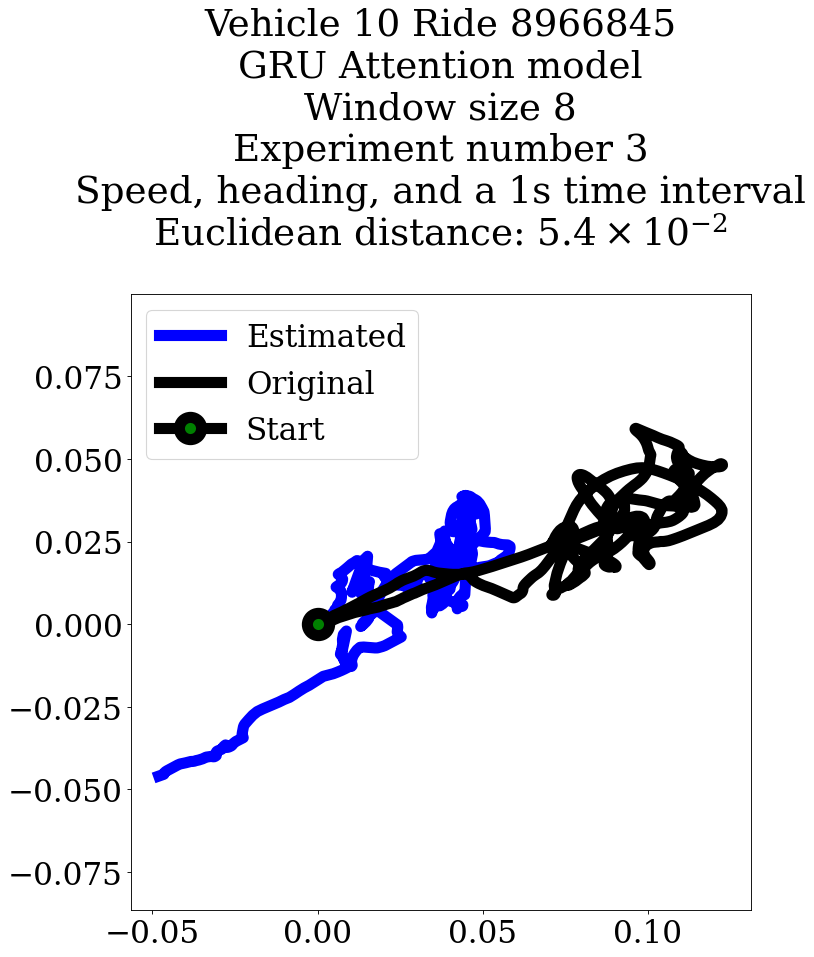 Vehicle 10 Ride 8966845
GRU Attention model
Window size 8
Experiment number 3
Speed, heading, and a 1s time interval
Euclidean distance: 5.4 × 10⁻²
Estimated
Original
Start
0.075
0.050
0.025
0.000
−0.025
−0.050
−0.075
−0.05 0.00 0.05 0.10